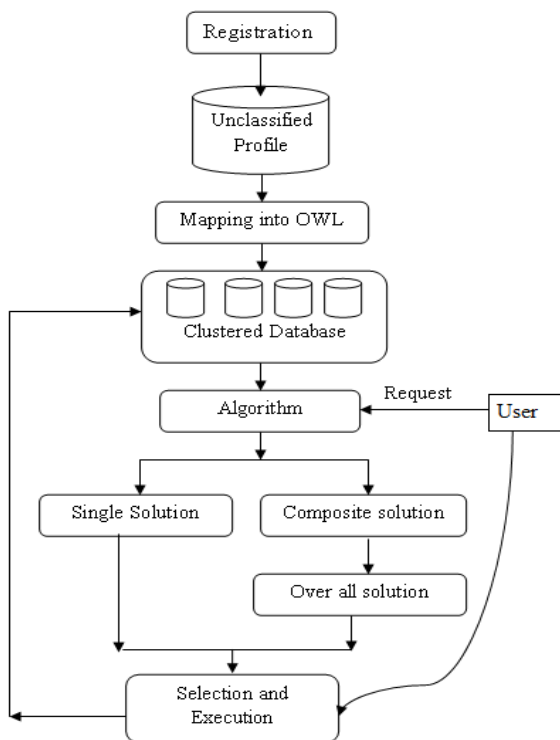 Registration
Unclassified
Profile
Mapping into OWL
Clustered Database
Request
Algorithm
User
Single Solution
Composite solution
Over all solution
Selection and
Execution